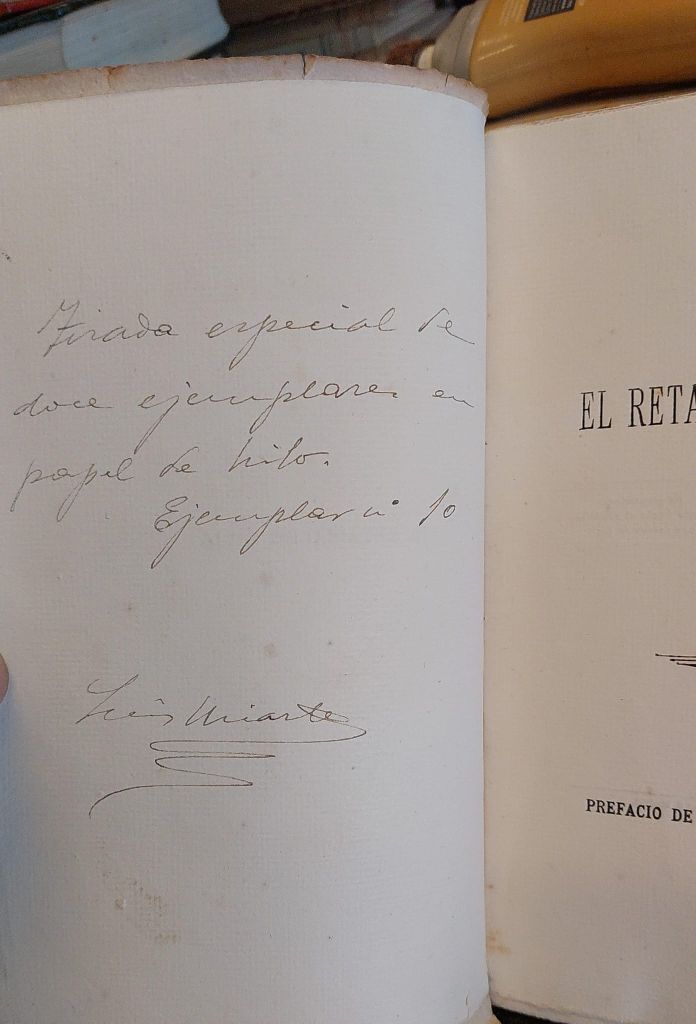 Tirada especial de
doce ejemplares en
papel de hilo.
Ejemplar nº 10
Luis Uriarte
EL RETA
PREFACIO DE